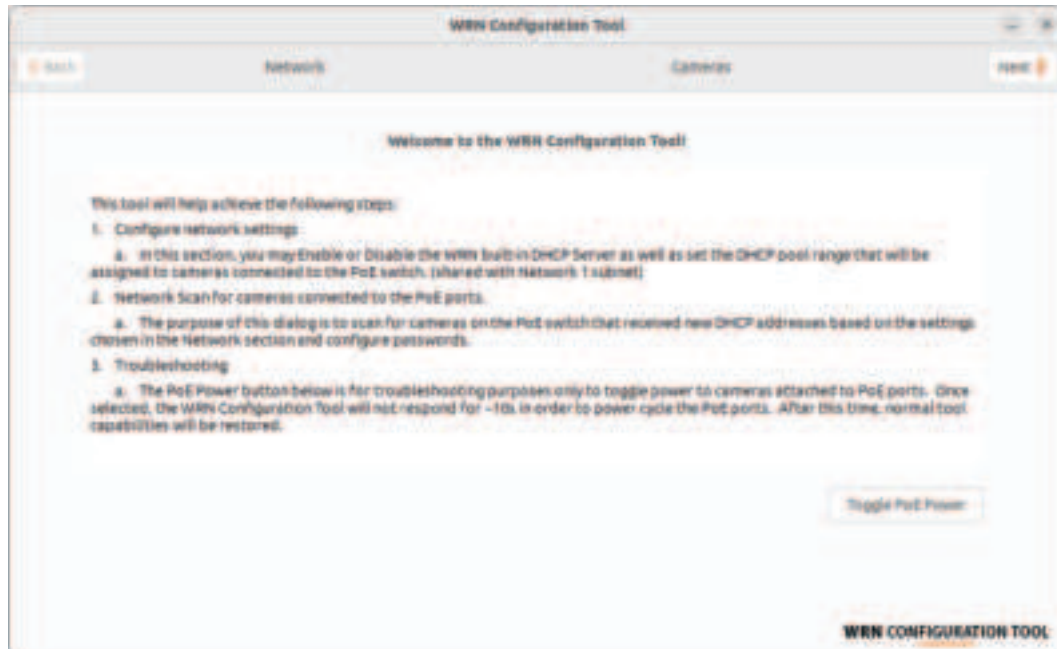 WRN Configuration Tool
Back Network Cameras Next
Welcome to the WRN Configuration Tool!
This tool will help achieve the following steps:
1. Configure network settings
a. In this section, you may Enable or Disable the WRN built-in DHCP Server as well as set the DHCP pool range that will be
assigned to cameras connected to the PoE switch. (shared with Network 1 subnet)
2. Network Scan for cameras connected to the PoE ports.
a. The purpose of this dialog is to scan for cameras on the PoE switch that received new DHCP addresses based on the settings
chosen in the Network section and configure passwords.
3. Troubleshooting
a. The PoE Power button below is for troubleshooting purposes only to toggle power to cameras attached to PoE ports. Once
selected, the WRN Configuration Tool will not respond for ~10s in order to power cycle the PoE ports. After this time, normal tool
capabilities will be restored.
Toggle PoE Power
WRN CONFIGURATION TOOL